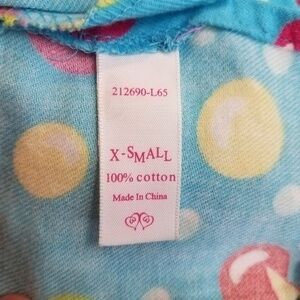 212690-L65
X-SMALL
100% cotton
Made In China